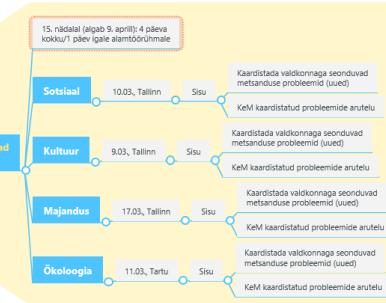 15. nädalal (algab 9. aprill): 4 päeva
kokku/1 päev igale alamtöörühmale
Sotsiaal
10.03., Tallinn
Sisu
Kaardistada valdkonnaga seonduvad
metsanduse probleemid (uued)
KeM kaardistatud probleemide arutelu
Kultuur
9.03., Tallinn
Sisu
Kaardistada valdkonnaga seonduvad
metsanduse probleemid (uued)
KeM kaardistatud probleemide arutelu
Majandus
17.03., Tallinn
Sisu
Kaardistada valdkonnaga seonduvad
metsanduse probleemid (uued)
KeM kaardistatud probleemide arutelu
Ökoloogia
11.03., Tartu
Sisu
Kaardistada valdkonnaga seonduvad
metsanduse probleemid (uued)
KeM kaardistatud probleemide arutelu